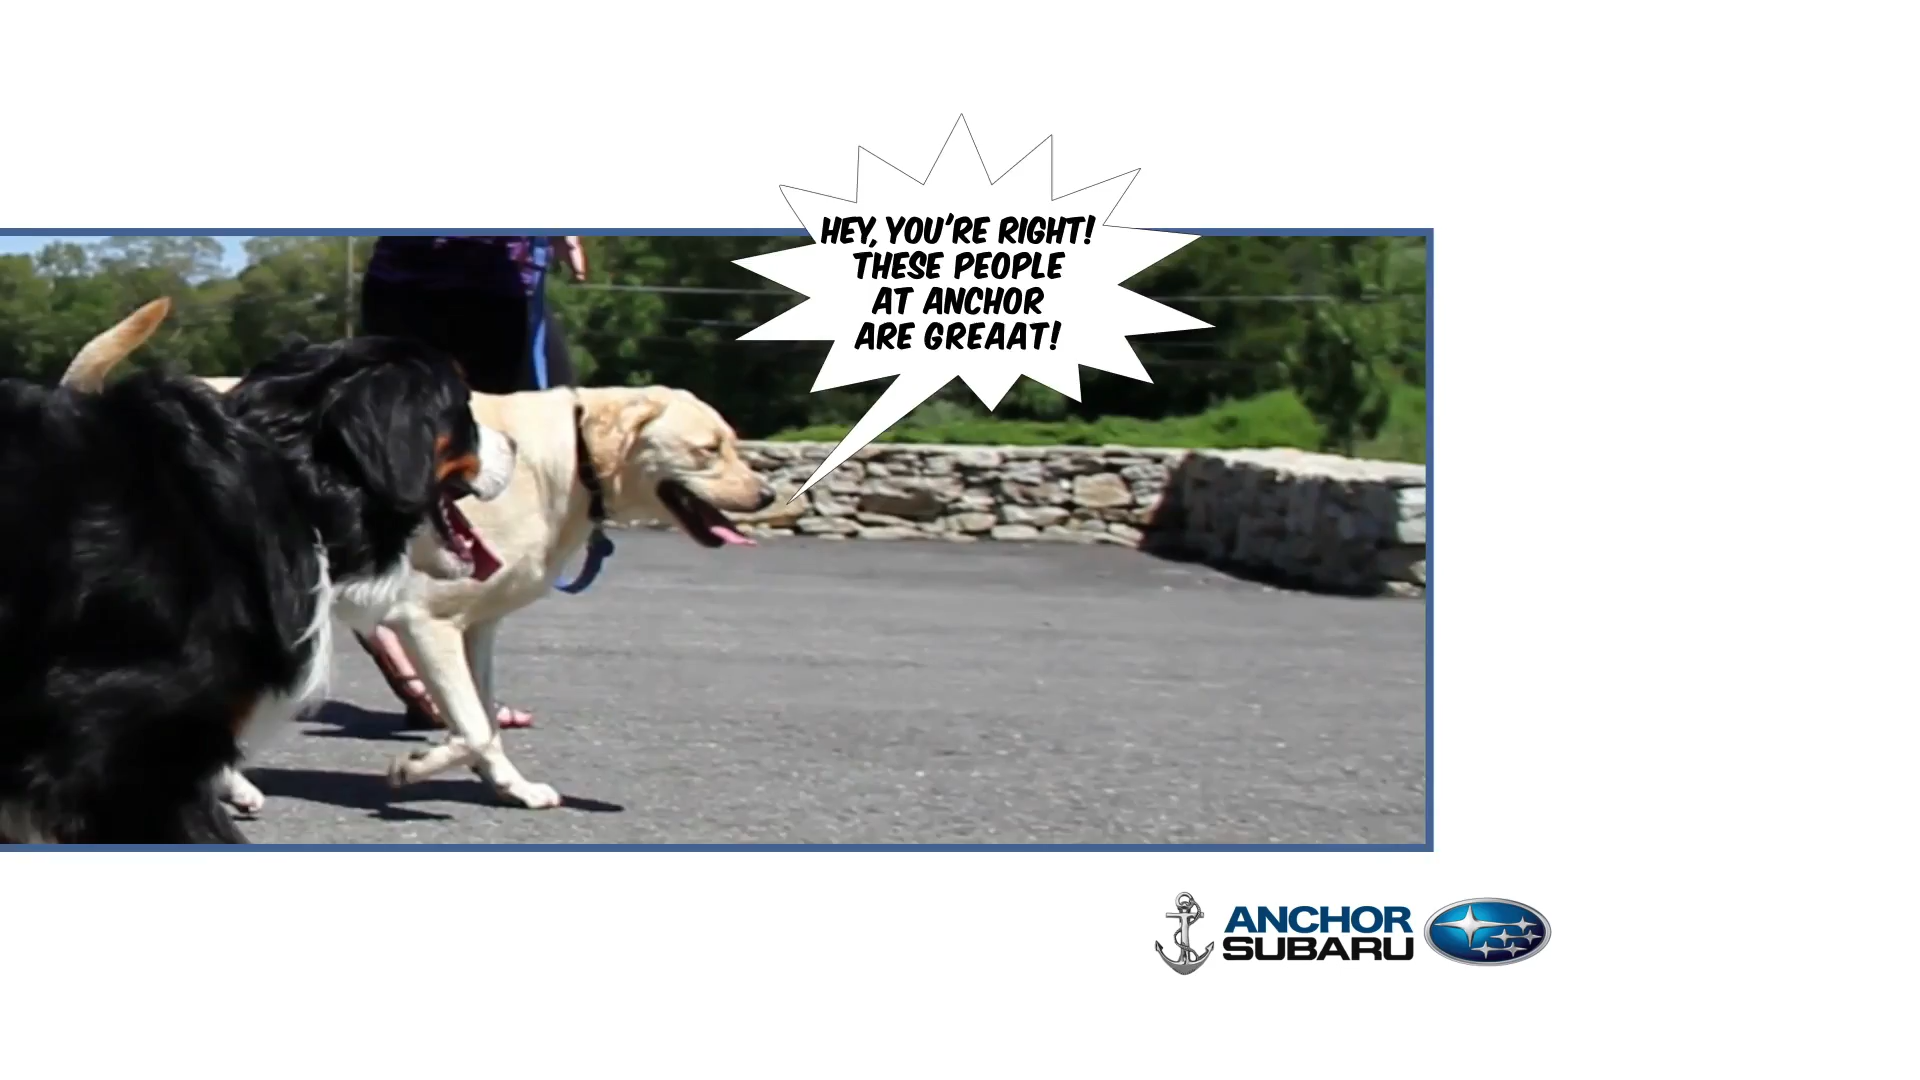 HEY, YOU'RE RIGHT!
THESE PEOPLE
AT ANCHOR
ARE GREAAT!
ANCHOR
SUBARU